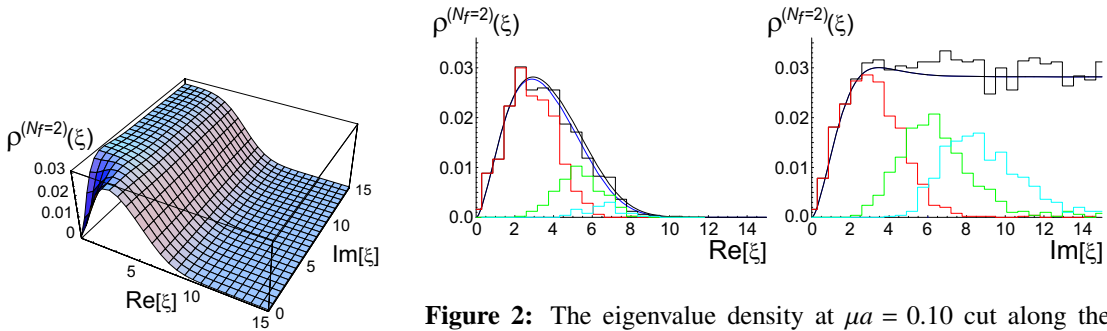 ρ(Nf=2)(ξ)
0.03
0.02
0.01
0
5
10
15
Re[ξ]
0
5
10
15
Im[ξ]
ρ(Nf=2)(ξ)
0.03
0.02
0.01
0.0
0 2 4 6 8 10 12 14
Re[ξ]
ρ(Nf=2)(ξ)
0.03
0.02
0.01
0.0
0 2 4 6 8 10 12 14
Im[ξ]
Figure 2: The eigenvalue density at μa = 0.10 cut along the